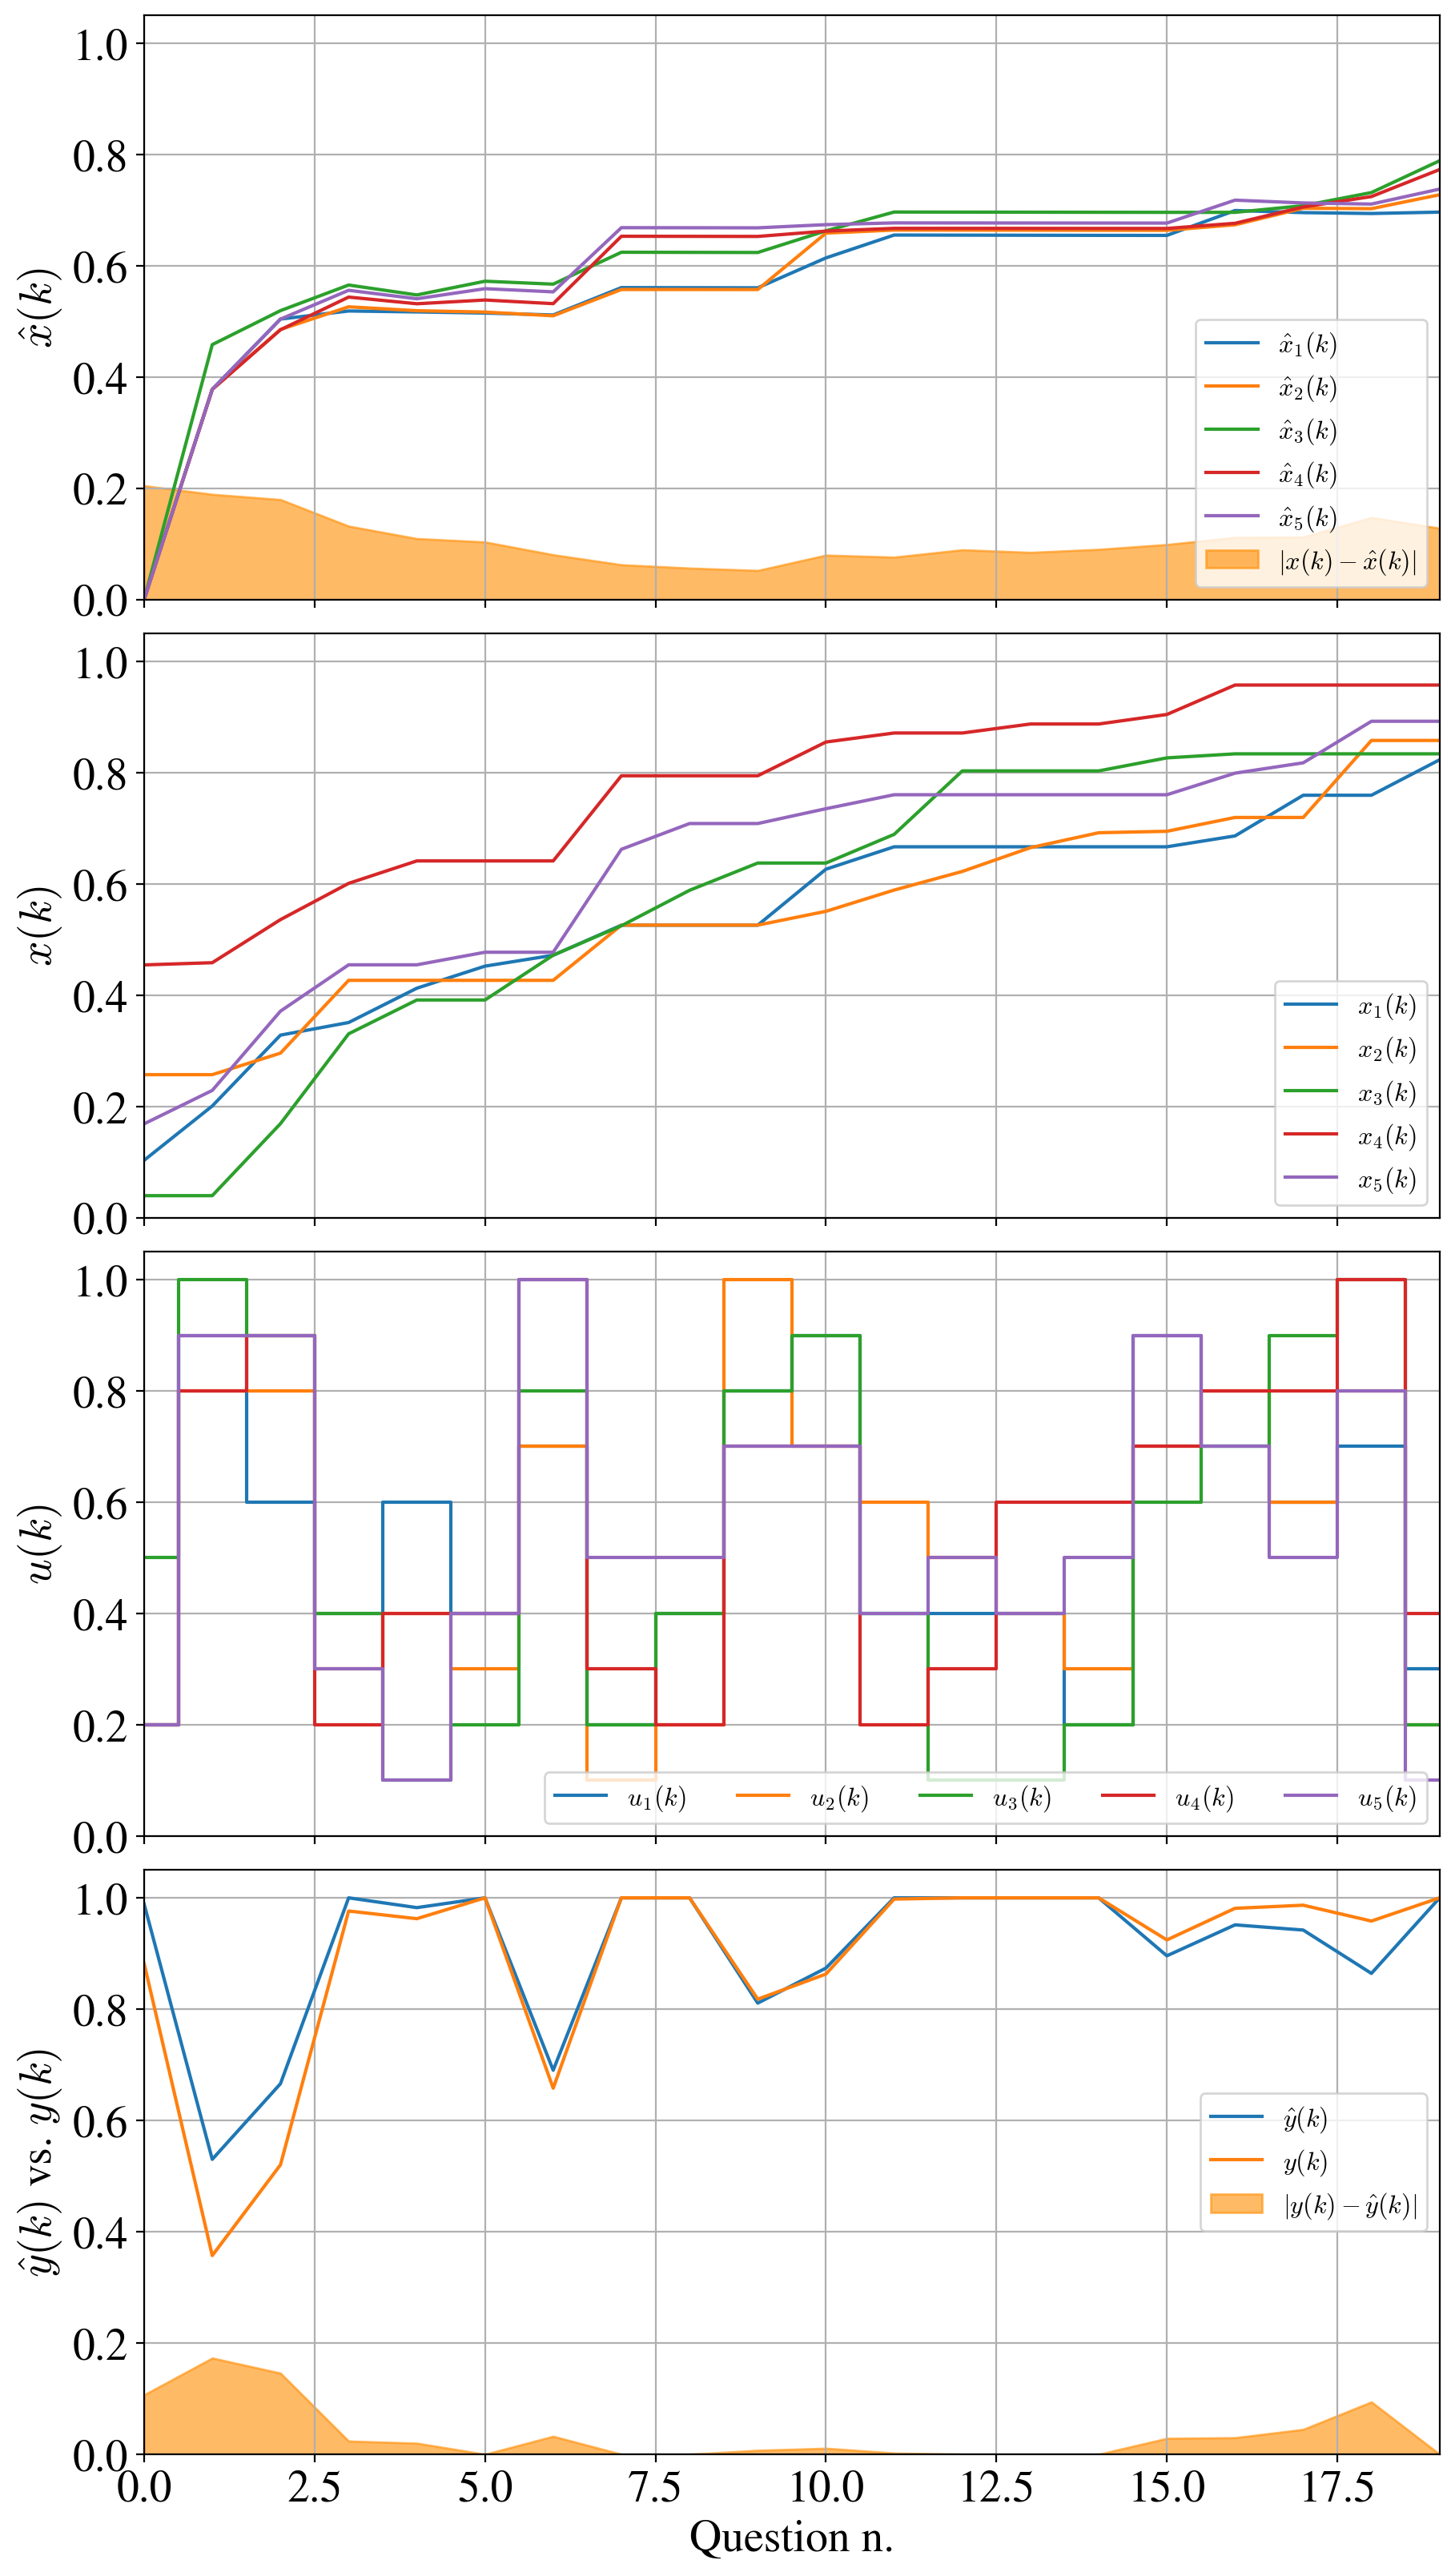 1.0
0.8
0.6
0.4
0.2
0.0
x̂(k)
x̂₁(k)
x̂₂(k)
x̂₃(k)
x̂₄(k)
x̂₅(k)
|x(k) − x̂(k)|
1.0
0.8
0.6
0.4
0.2
0.0
x(k)
x₁(k)
x₂(k)
x₃(k)
x₄(k)
x₅(k)
1.0
0.8
0.6
0.4
0.2
0.0
u(k)
u₁(k) u₂(k) u₃(k) u₄(k) u₅(k)
1.0
0.8
0.6
0.4
0.2
0.0
ŷ(k) vs. y(k)
ŷ(k)
y(k)
|y(k) − ŷ(k)|
0.0 2.5 5.0 7.5 10.0 12.5 15.0 17.5
Question n.